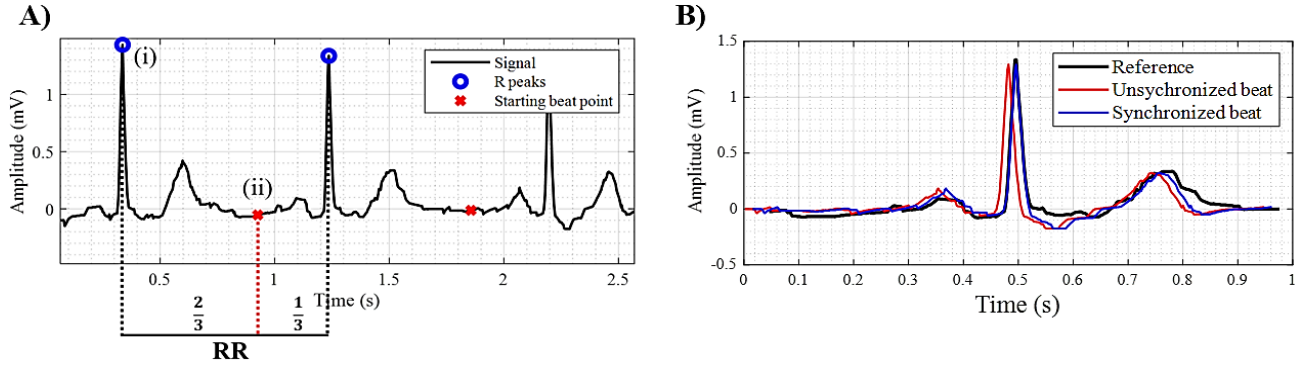 A)
Amplitude (mV)
1
0.5
0
(i)
(ii)
Signal
R peaks
Starting beat point
0.5
1
1.5
2
2.5
Time (s)
2
3
1
3
RR
B)
Amplitude (mV)
1.5
1
0.5
0
-0.5
Reference
Unsychronized beat
Synchronized beat
0
0.1
0.2
0.3
0.4
0.5
0.6
0.7
0.8
0.9
1
Time (s)